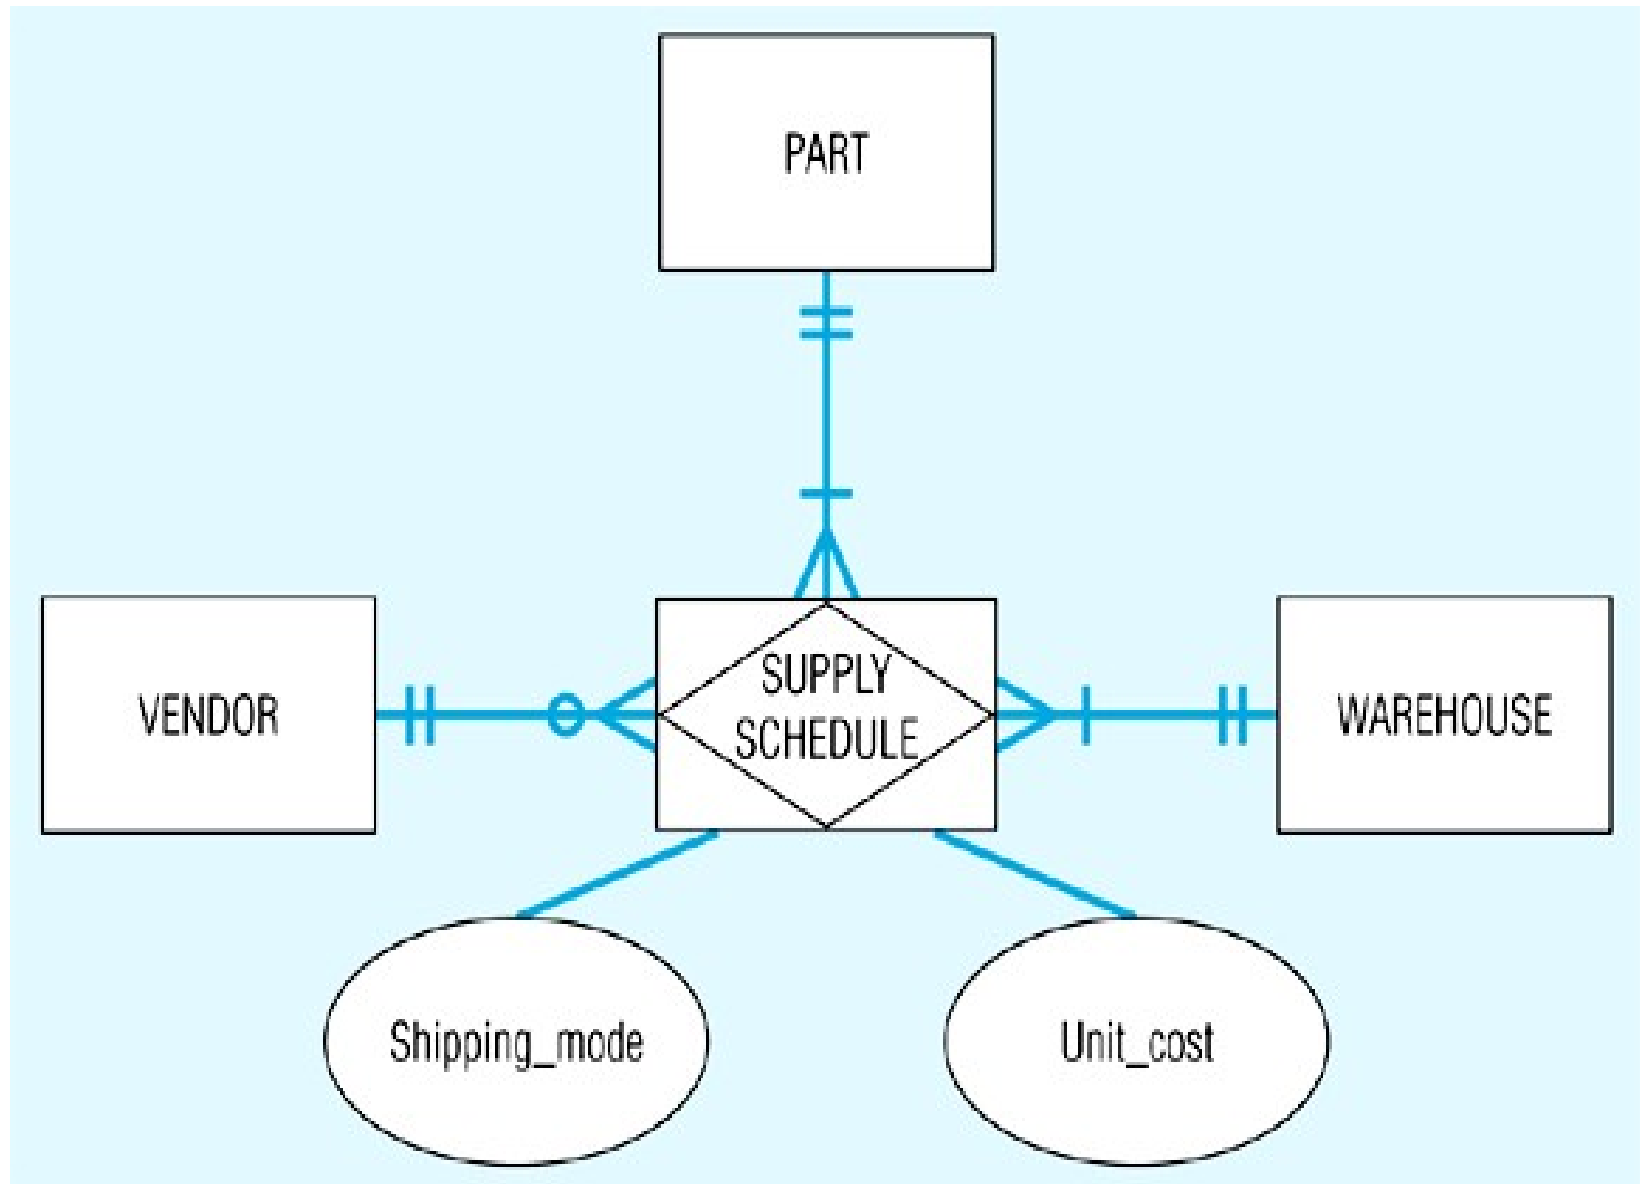 PART
VENDOR
SUPPLY
SCHEDULE
WAREHOUSE
Shipping_mode
Unit_cost